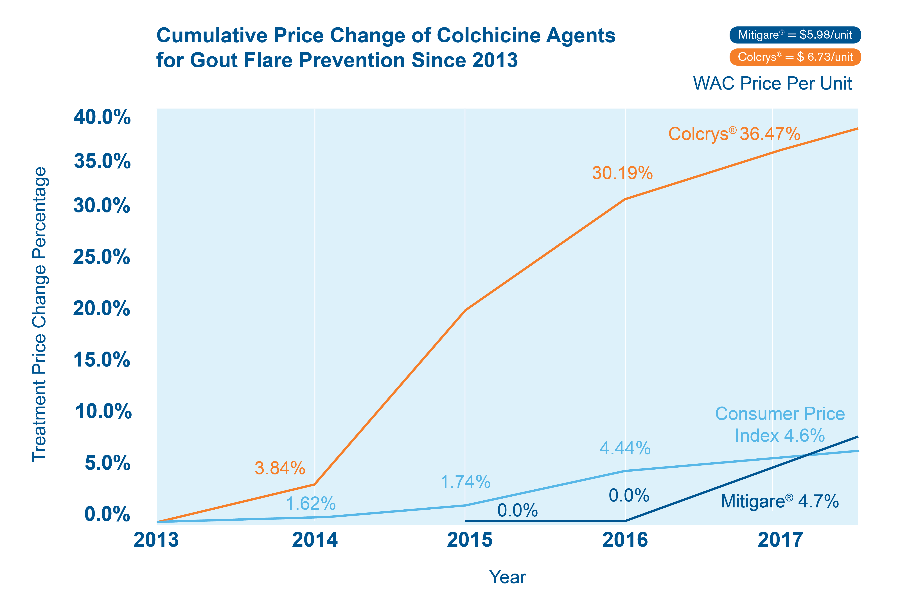 Cumulative Price Change of Colchicine Agents
for Gout Flare Prevention Since 2013
Mitigare® = $5.98/unit
Colcrys® = $ 6.73/unit
WAC Price Per Unit
Treatment Price Change Percentage
40.0%
35.0%
30.0%
25.0%
20.0%
15.0%
10.0%
5.0%
0.0%
Colcrys® 36.47%
30.19%
3.84%
1.62%
1.74%
4.44%
Consumer Price
Index 4.6%
0.0%
0.0%
Mitigare® 4.7%
2013
2014
2015
2016
2017
Year